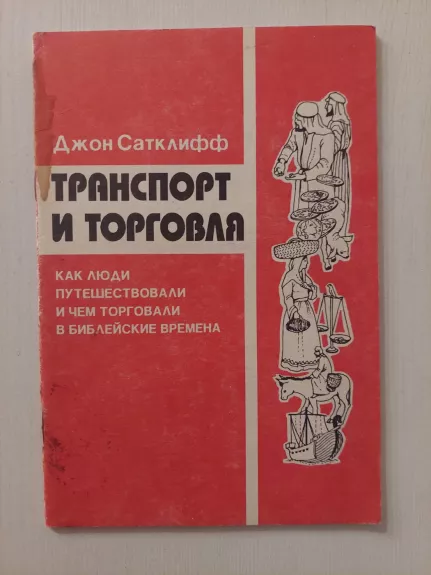 Джон Сатклифф
ТРАНСПОРТ
И ТОРГОВЛЯ
КАК ЛЮДИ
ПУТЕШЕСТВОВАЛИ
И ЧЕМ ТОРГОВАЛИ
В БИБЛЕЙСКИЕ ВРЕМЕНА